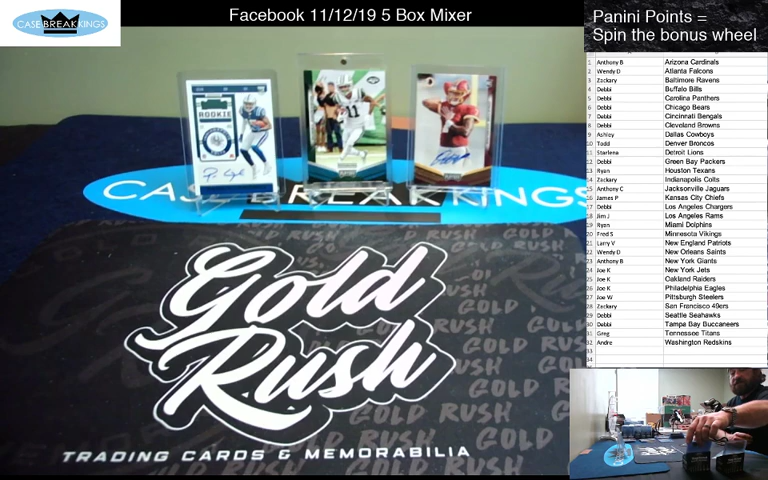 CASE BREAKKINGS
Facebook 11/12/19 5 Box Mixer
Panini Points =
Spin the bonus wheel
1 Anthony B Arizona Cardinals
2 Wendy D Atlanta Falcons
3 Zackary Baltimore Ravens
4 Debbi Buffalo Bills
5 Debbi Carolina Panthers
6 Debbi Chicago Bears
7 Debbi Cincinnati Bengals
8 Debbi Cleveland Browns
9 Ashley Dallas Cowboys
10 Todd Denver Broncos
11 Starlena Detroit Lions
12 Debbi Green Bay Packers
13 Ryan Houston Texans
14 Zackary Indianapolis Colts
15 Anthony C Jacksonville Jaguars
16 James P Kansas City Chiefs
17 Debbi Los Angeles Chargers
18 Jim J Los Angeles Rams
19 Ryan Miami Dolphins
20 Fred S Minnesota Vikings
21 Larry V New England Patriots
22 Wendy D New Orleans Saints
23 Anthony B New York Giants
24 Joe K New York Jets
25 Joe K Oakland Raiders
26 Joe K Philadelphia Eagles
27 Joe W Pittsburgh Steelers
28 Zackary San Francisco 49ers
29 Debbi Seattle Seahawks
30 Debbi Tampa Bay Buccaneers
31 Greg Tennessee Titans
32 Andre Washington Redskins
33
34
ROOKIE
11
CASE BREAKKINGS
Gold
Rush
TRADING CARDS & MEMORABILIA
GOLD RUSH